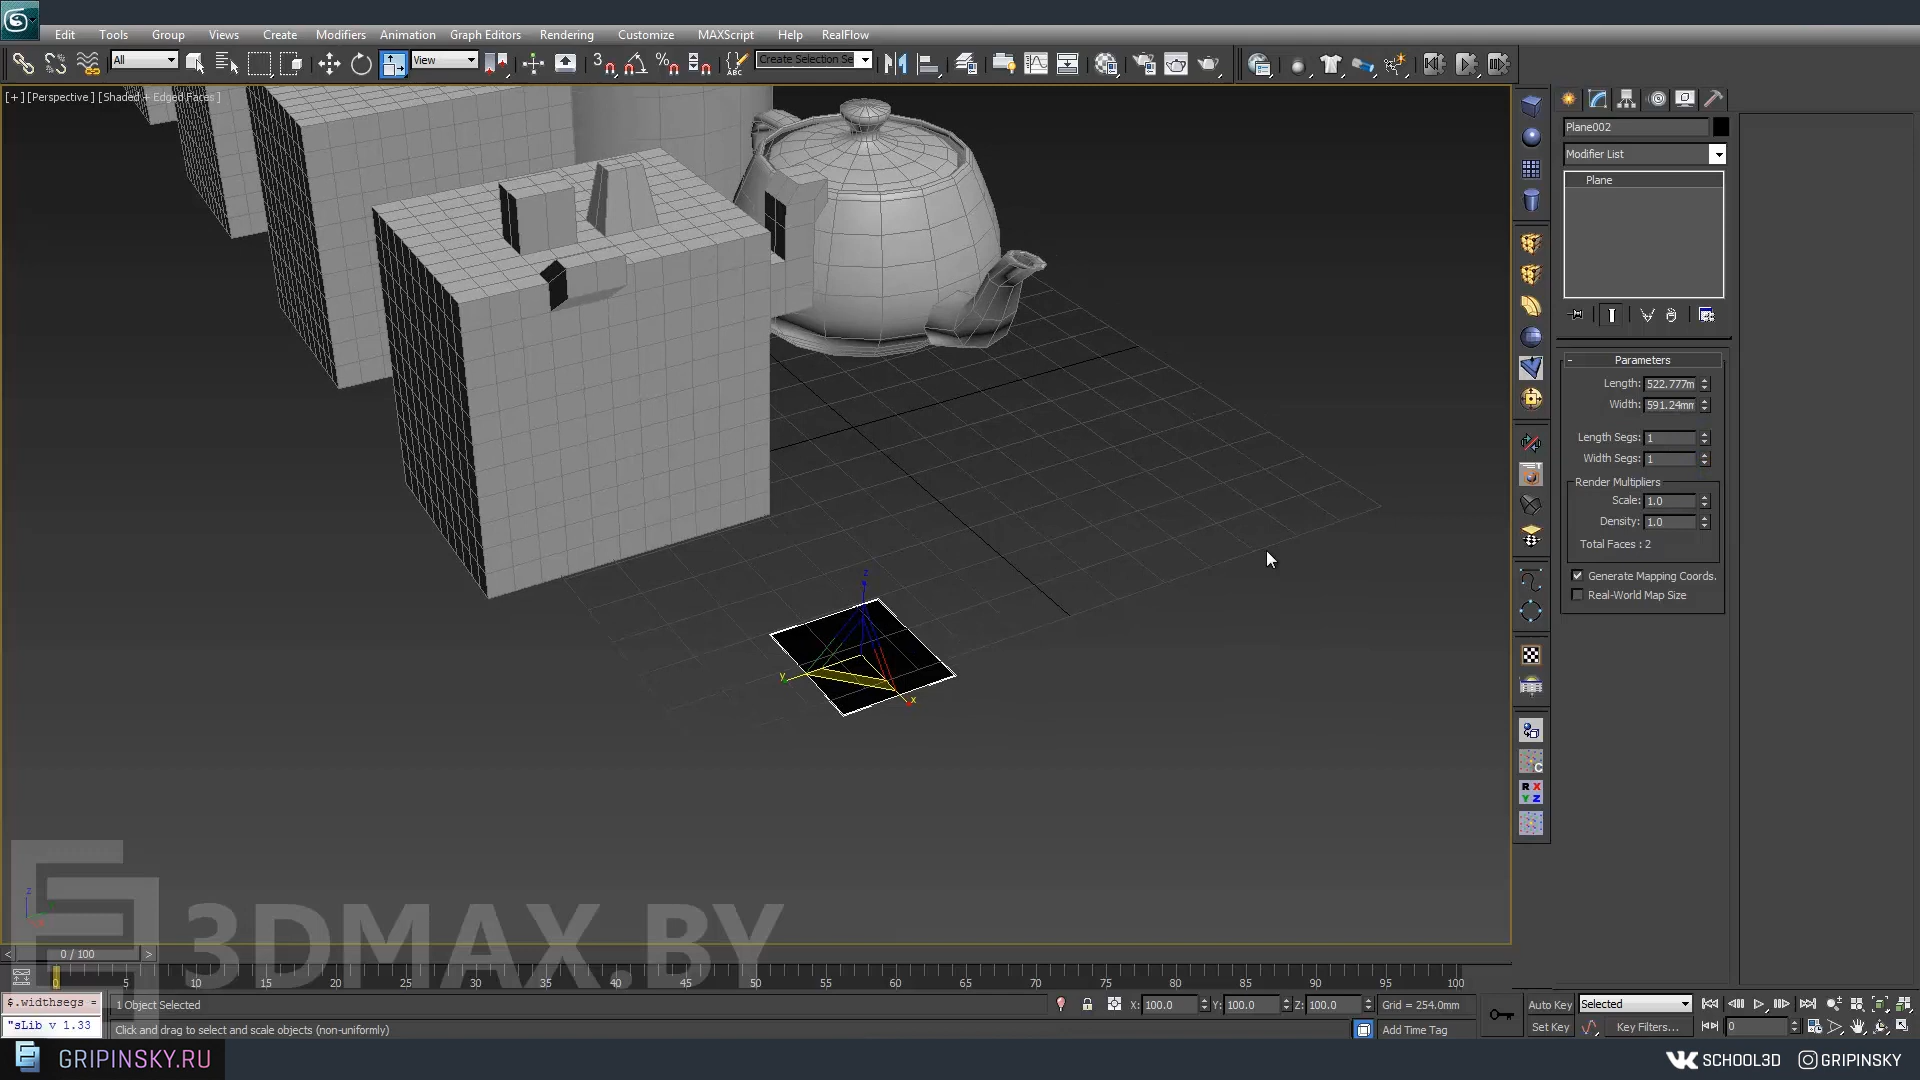 Edit Tools Group Views Create Modifiers Animation Graph Editors Rendering Customize MAXScript Help RealFlow
All View 3 ABC Create Selection Se
[+] [Perspective] [Shaded + Edged Faces]
Plane002
Modifier List
Plane
- Parameters
Length: 522.777m
Width: 591.24mm
Length Segs: 1
Width Segs: 1
Render Multipliers
Scale: 1.0
Density: 1.0
Total Faces : 2
Generate Mapping Coords.
Real-World Map Size
z
y
x
C
R X
Y Z
z
3DMAX.BY
< 0 / 100 >
0 5 10 15 20 25 30 35 40 45 50 55 60 65 70 75 80 85 90 95 100
$.widthsegs =
"sLib v 1.33
1 Object Selected
X: 100.0 Y: 100.0 Z: 100.0 Grid = 254.0mm
Auto Key Selected
Click and drag to select and scale objects (non-uniformly)
Add Time Tag
Set Key Key Filters... 0
GRIPINSKY.RU
SCHOOL3D GRIPINSKY